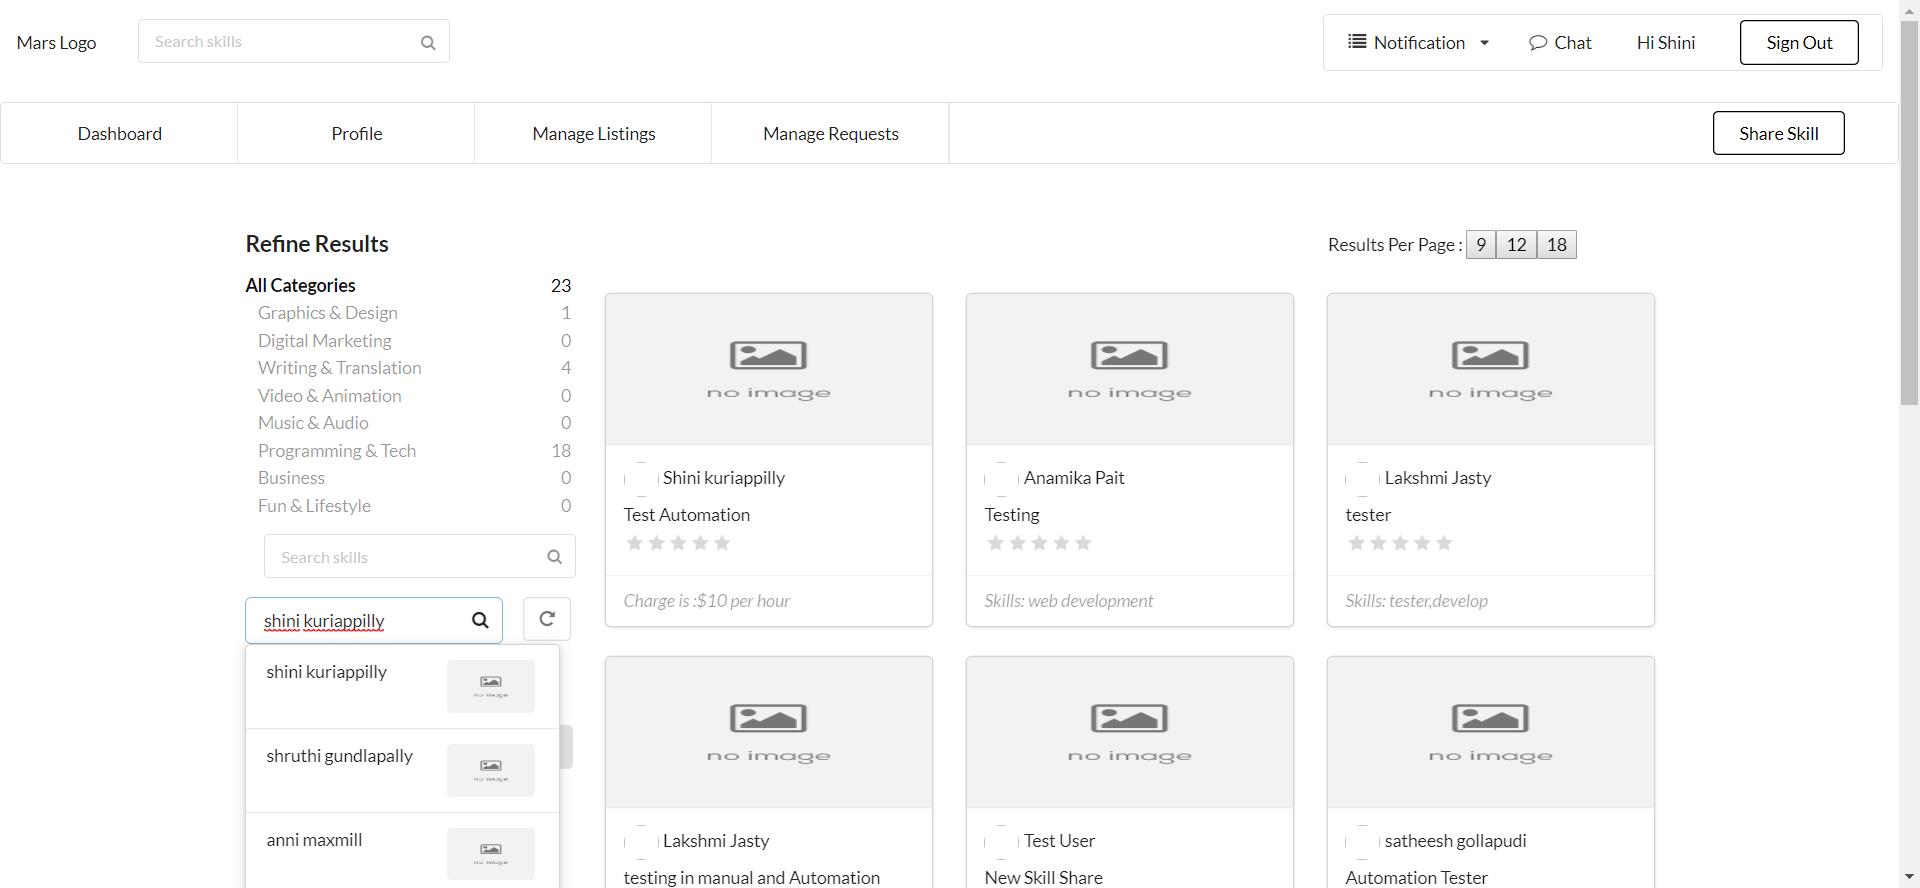 Mars Logo
Search skills
Notification
Chat
Hi Shini
Sign Out
Dashboard
Profile
Manage Listings
Manage Requests
Share Skill
Refine Results
Results Per Page : 9 12 18
All Categories 23
Graphics & Design 1
Digital Marketing 0
Writing & Translation 4
Video & Animation 0
Music & Audio 0
Programming & Tech 18
Business 0
Fun & Lifestyle 0
Search skills
shini kuriappilly
shini kuriappilly
no image
shruthi gundlapally
no image
anni maxmill
no image
no image
Shini kuriappilly
Test Automation
Charge is :$10 per hour
no image
Anamika Pait
Testing
Skills: web development
no image
Lakshmi Jasty
tester
Skills: tester,develop
no image
Lakshmi Jasty
testing in manual and Automation
no image
Test User
New Skill Share
no image
satheesh gollapudi
Automation Tester